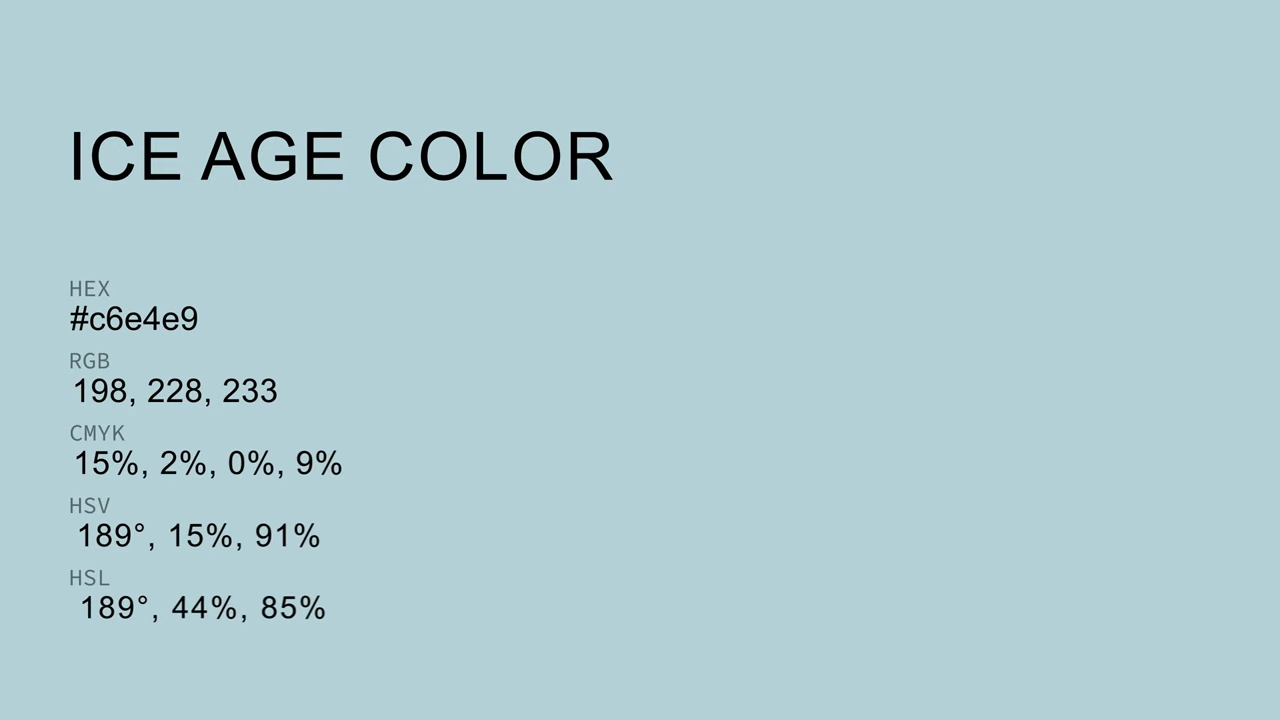 ICE AGE COLOR
HEX
#c6e4e9
RGB
198, 228, 233
CMYK
15%, 2%, 0%, 9%
HSV
189°, 15%, 91%
HSL
189°, 44%, 85%